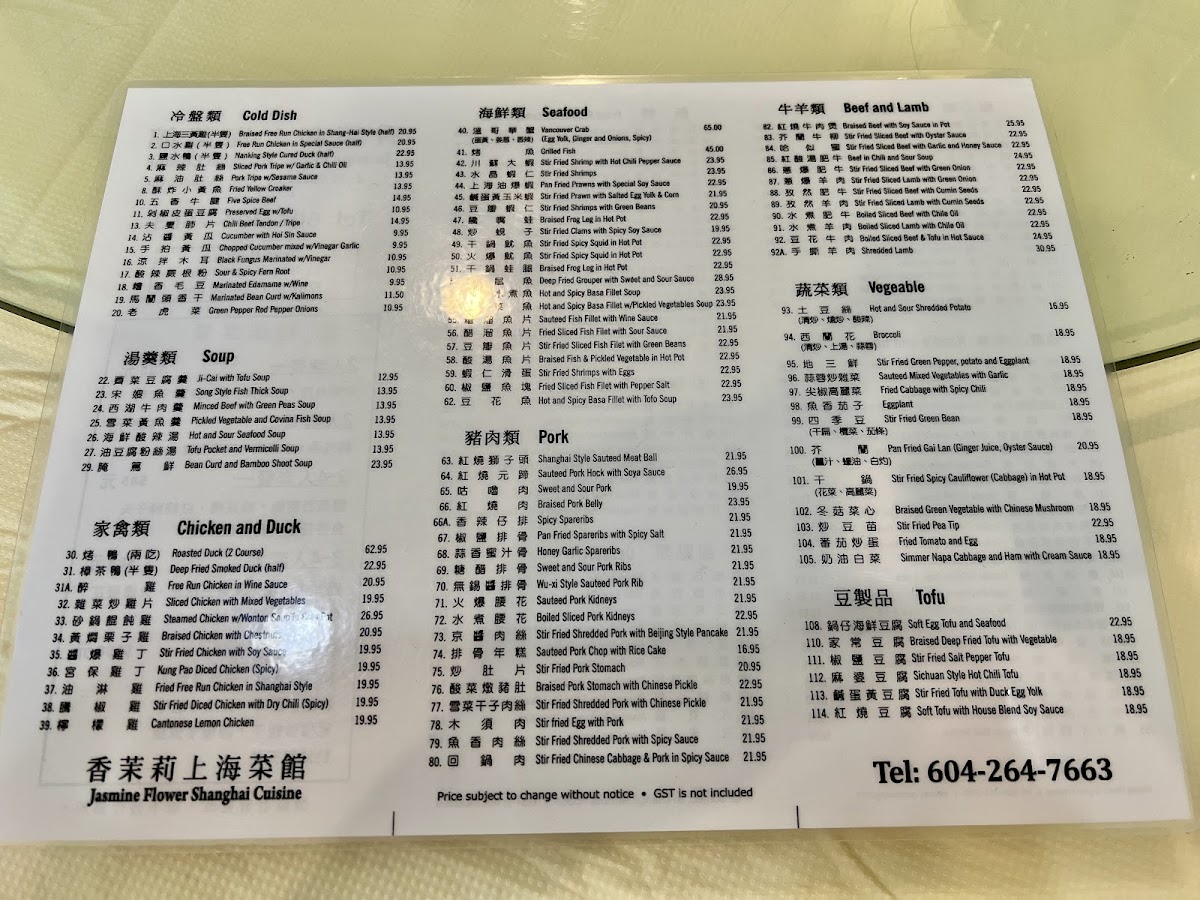 冷盤類 Cold Dish
1. 上海三黃雞(半隻) Braised Free Run Chicken in Shang-Hai Style (half) 20.95
2. 口水雞(半隻) Free Run Chicken in Special Sauce (half) 20.95
3. 鹽水鴨(半隻) Nanking Style Cured Duck (half) 22.95
4. 麻辣肚絲 Sliced Pork Tripe w/Garlic & Chili Oil 13.95
5. 麻油肚絲 Pork Tripe w/Sesame Sauce 13.95
8. 酥炸小黃魚 Fried Yellow Croaker 13.95
10. 五香牛腱 Five Spice Beef 14.95
11. 剁椒皮蛋豆腐 Preserved Egg w/Tofu 10.95
13. 夫妻肺片 Chili Beef Tendon / Tripe 14.95
14. 沾醬黃瓜 Cucumber with Hoi Sin Sauce 9.95
15. 手拍黃瓜 Chopped Cucumber mixed w/Vinegar Garlic 9.95
16. 涼拌木耳 Black Fungus Marinated w/Vinegar 10.95
17. 酸辣蕨根粉 Sour & Spicy Fern Root 10.95
18. 糟香毛豆 Marinated Edamama w/Wine 9.95
19. 馬蘭頭香干 Marinated Bean Curd w/Kalimons 11.50
20. 老虎菜 Green Pepper Red Pepper Onions 10.95
湯羹類 Soup
22. 薺菜豆腐羹 Ji-Cai with Tofu Soup 12.95
23. 宋嫂魚羹 Song Style Fish Thick Soup 13.95
24. 西湖牛肉羹 Minced Beef with Green Peas Soup 13.95
25. 雪菜黃魚羹 Pickled Vegetable and Covina Fish Soup 13.95
26. 海鮮酸辣湯 Hot and Sour Seafood Soup 13.95
27. 油豆腐粉絲湯 Tofu Pocket and Vermicelli Soup 13.95
29. 醃篤鮮 Bean Curd and Bamboo Shoot Soup 23.95
家禽類 Chicken and Duck
30. 烤鴨(兩吃) Roasted Duck (2 Course) 62.95
31. 樟茶鴨(半隻) Deep Fried Smoked Duck (half) 22.95
31A. 醉雞 Free Run Chicken in Wine Sauce 20.95
32. 雜菜炒雞片 Sliced Chicken with Mixed Vegetables 19.95
33. 砂鍋餛飩雞 Steamed Chicken w/Wonton 26.95
34. 黃燜栗子雞 Braised Chicken with Chestnuts 20.95
35. 醬爆雞丁 Stir Fried Chicken with Soy Sauce 19.95
36. 宮保雞丁 Kung Pao Diced Chicken (Spicy) 19.95
37. 油淋雞 Fried Free Run Chicken in Shanghai Style 19.95
38. 椒雞 Stir Fried Diced Chicken with Dry Chili (Spicy) 19.95
39. 檸檬雞 Cantonese Lemon Chicken 19.95
香茉莉上海菜館
Jasmine Flower Shanghai Cuisine
海鮮類 Seafood
40. 溫哥華蟹 Vancouver Crab 65.00
(蛋黃、薑蔥、香辣) (Egg Yolk, Ginger and Onions, Spicy)
41. 烤魚 Grilled Fish 45.00
42. 川鮮大蝦 Stir Fried Shrimp with Hot Chili Pepper Sauce 23.95
43. 水晶蝦仁 Stir Fried Shrimps 23.95
44. 上海油爆蝦 Pan Fried Prawns with Special Soy Sauce 22.95
45. 鹹蛋黃玉米蝦 Stir Fried Prawn with Salted Egg Yolk & Corn 21.95
46. 豆瓣蝦仁 Stir Fried Shrimps with Green Beans 20.95
47. 饞嘴蛙 Braised Frog Leg in Hot Pot 22.95
48. 炒蜆子 Stir Fried Clams with Spicy Soy Sauce 19.95
49. 干鍋魷魚 Stir Fried Spicy Squid in Hot Pot 22.95
50. 火爆魷魚 Stir Fried Spicy Squid in Hot Pot 22.95
51. 干鍋蛙腿 Braised Frog Leg in Hot Pot 22.95
魚 Deep Fried Grouper with Sweet and Sour Sauce 28.95
煮魚 Hot and Spicy Basa Fillet Soup 23.95
魚 Hot and Spicy Basa Fillet w/Pickled Vegetables Soup 23.95
55. 糟溜魚片 Sauteed Fish Fillet with Wine Sauce 21.95
56. 醋溜魚片 Fried Sliced Fish Fillet with Sour Sauce 21.95
57. 豆瓣魚片 Stir Fried Sliced Fish Fillet with Green Beans 21.95
58. 酸湯魚片 Braised Fish & Pickled Vegetable in Hot Pot 22.95
59. 蝦仁滑蛋 Stir Fried Shrimps with Eggs 22.95
60. 椒鹽魚塊 Fried Sliced Fish Fillet with Pepper Salt 22.95
62. 豆花魚 Hot and Spicy Basa Fillet with Tofu Soup 23.95
豬肉類 Pork
63. 紅燒獅子頭 Shanghai Style Sauteed Meat Ball 21.95
64. 紅燒元蹄 Sauteed Pork Hock with Soya Sauce 26.95
65. 咕嚕肉 Sweet and Sour Pork 19.95
66. 紅燒肉 Braised Pork Belly 23.95
66A. 香辣仔排 Spicy Spareribs 21.95
67. 椒鹽排骨 Pan Fried Spareribs with Spicy Salt 21.95
68. 蒜香蜜汁骨 Honey Garlic Spareribs 21.95
69. 糖醋排骨 Sweet and Sour Pork Ribs 21.95
70. 無錫醬排骨 Wu-xi Style Sauteed Pork Rib 21.95
71. 火爆腰花 Sauteed Pork Kidneys 21.95
72. 水煮腰花 Boiled Sliced Pork Kidneys 22.95
73. 京醬肉絲 Stir Fried Shredded Pork with Beijing Style Pancake 21.95
74. 排骨年糕 Sauteed Pork Chop with Rice Cake 16.95
75. 炒肚片 Stir Fried Pork Stomach 20.95
76. 酸菜燉豬肚 Braised Pork Stomach with Chinese Pickle 22.95
77. 雪菜干子肉絲 Stir Fried Shredded Pork with Chinese Pickle 21.95
78. 木須肉 Stir fried Egg with Pork 21.95
79. 魚香肉絲 Stir Fried Shredded Pork with Spicy Sauce 21.95
80. 回鍋肉 Stir Fried Chinese Cabbage & Pork in Spicy Sauce 21.95
Price subject to change without notice • GST is not included
牛羊類 Beef and Lamb
82. 紅燒牛肉煲 Braised Beef with Soy Sauce in Pot 25.95
83. 芥蘭牛柳 Stir Fried Sliced Beef with Oyster Sauce 22.95
84. 哈似蜜 Stir Fried Sliced Beef with Garlic and Honey Sauce 22.95
85. 紅酸湯肥牛 Beef in Chili and Sour Soup 24.95
86. 蔥爆肥牛 Stir Fried Sliced Beef with Green Onion 22.95
87. 蔥爆羊肉 Stir Fried Sliced Lamb with Green Onion 21.95
88. 孜然肥牛 Stir Fried Sliced Beef with Cumin Seeds 22.95
89. 孜然羊肉 Stir Fried Sliced Lamb with Cumin Seeds 22.95
90. 水煮肥牛 Boiled Sliced Beef with Chile Oil 22.95
91. 水煮羊肉 Boiled Sliced Lamb with Chile Oil 22.95
92. 豆花牛肉 Boiled Sliced Beef & Tofu in Hot Sauce 24.95
92A. 手撕羊肉 Shredded Lamb 30.95
蔬菜類 Vegeable
93. 土豆絲 Hot and Sour Shredded Potato 16.95
(清炒、熗炒、酸辣)
94. 西蘭花 Broccoli 18.95
(清炒、上湯、蒜蓉)
95. 地三鮮 Stir Fried Green Pepper, potato and Eggplant 18.95
96. 蒜蓉炒雜菜 Sauteed Mixed Vegetables with Garlic 18.95
97. 尖椒高麗菜 Fried Cabbage with Spicy Chili 18.95
98. 魚香茄子 Eggplant 18.95
99. 四季豆 Stir Fried Green Bean 18.95
(干扁、欖菜、茄條)
100. 芥蘭 Pan Fried Gai Lan (Ginger Juice, Oyster Sauce) 20.95
(薑汁、蠔油、白灼)
101. 干鍋 Stir Fried Spicy Cauliflower (Cabbage) in Hot Pot 18.95
(花菜、高麗菜)
102. 冬菇菜心 Braised Green Vegetable with Chinese Mushroom 18.95
103. 炒豆苗 Stir Fried Pea Tip 22.95
104. 番茄炒蛋 Fried Tomato and Egg 18.95
105. 奶油白菜 Simmer Napa Cabbage and Ham with Cream Sauce 18.95
豆製品 Tofu
108. 鍋仔海鮮豆腐 Soft Egg Tofu and Seafood 22.95
110. 家常豆腐 Braised Deep Fried Tofu with Vegetable 18.95
111. 椒鹽豆腐 Stir Fried Salt Pepper Tofu 18.95
112. 麻婆豆腐 Sichuan Style Hot Chili Tofu 18.95
113. 鹹蛋黃豆腐 Stir Fried Tofu with Duck Egg Yolk 18.95
114. 紅燒豆腐 Soft Tofu with House Blend Soy Sauce 18.95
Tel: 604-264-7663